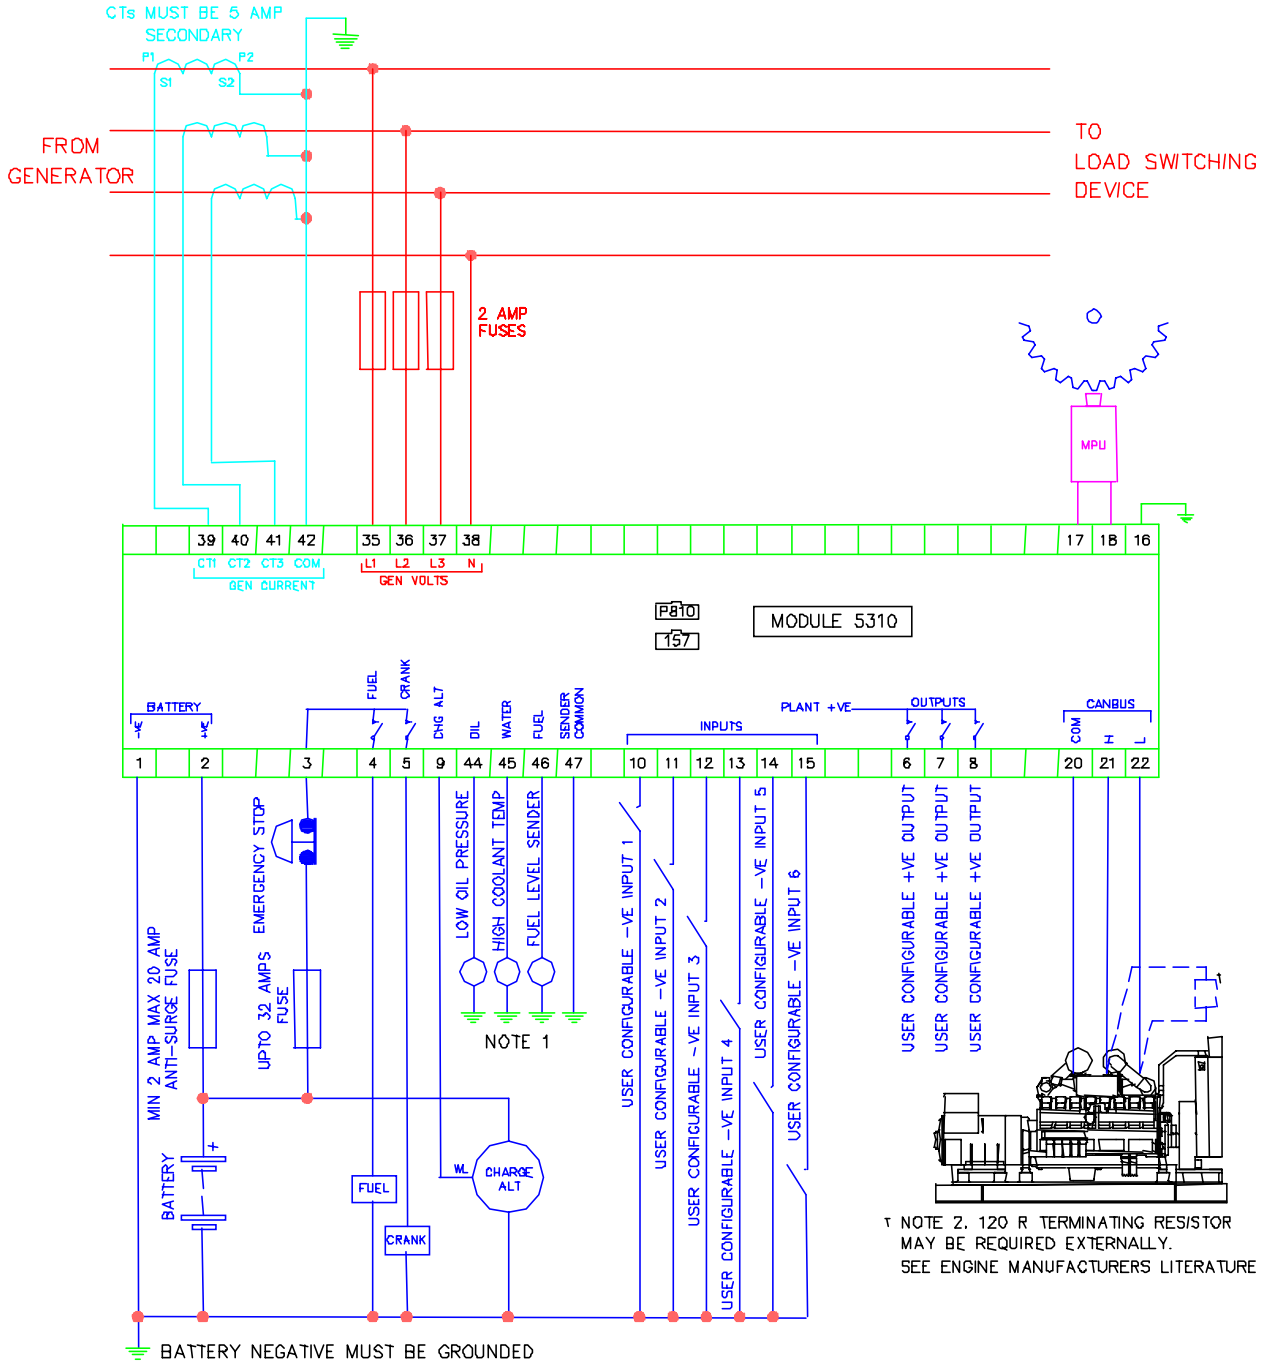 CTs MUST BE 5 AMP
SECONDARY
P1
P2
S1
S2
FROM
GENERATOR
TO
LOAD SWITCHING
DEVICE
2 AMP
FUSES
MPU
39
40
41
42
35
36
37
38
17
18
16
CT1
CT2
CT3
COM
L1
L2
L3
N
GEN CURRENT
GEN VOLTS
P810
157
MODULE 5310
BATTERY
-VE
+VE
FUEL
CRANK
CHG ALT
OIL
WATER
FUEL
SENDER
COMMON
INPUTS
PLANT +VE
OUTPUTS
CANBUS
COM
H
L
1
2
3
4
5
9
44
45
46
47
10
11
12
13
14
15
6
7
8
20
21
22
MIN 2 AMP MAX 20 AMP
ANTI-SURGE FUSE
EMERGENCY STOP
UPTO 32 AMPS
FUSE
LOW OIL PRESSURE
HIGH COOLANT TEMP
FUEL LEVEL SENDER
NOTE 1
USER CONFIGURABLE -VE INPUT 1
USER CONFIGURABLE -VE INPUT 2
USER CONFIGURABLE -VE INPUT 3
USER CONFIGURABLE -VE INPUT 4
USER CONFIGURABLE -VE INPUT 5
USER CONFIGURABLE -VE INPUT 6
USER CONFIGURABLE +VE OUTPUT
USER CONFIGURABLE +VE OUTPUT
USER CONFIGURABLE +VE OUTPUT
BATTERY
+
WL
CHARGE
ALT
FUEL
CRANK
τ
τ NOTE 2. 120 R TERMINATING RESISTOR
MAY BE REQUIRED EXTERNALLY.
SEE ENGINE MANUFACTURERS LITERATURE
BATTERY NEGATIVE MUST BE GROUNDED